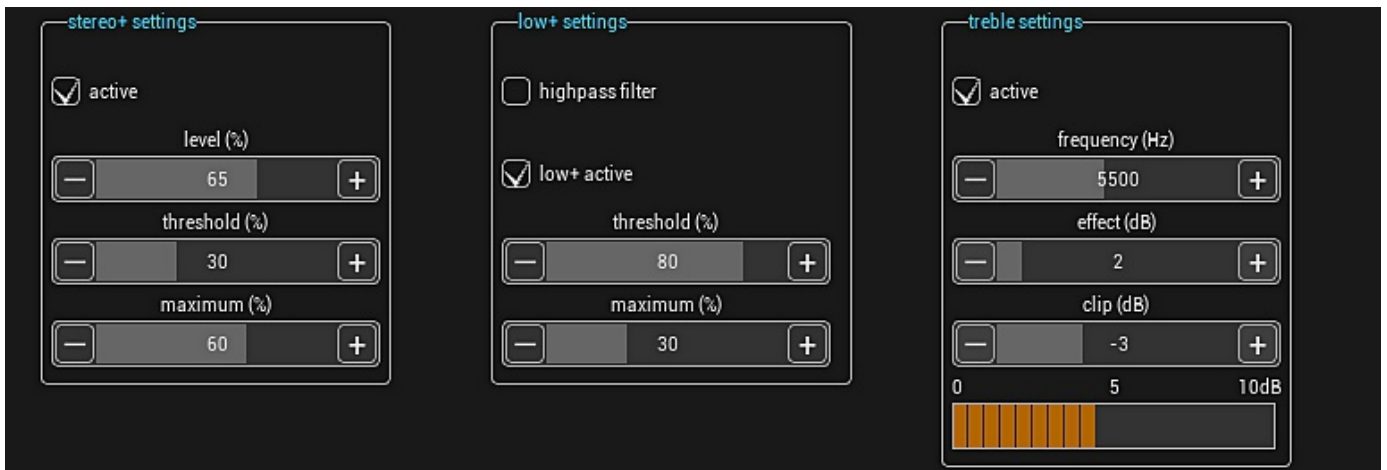 stereo+ settings
active
level (%)
65
threshold (%)
30
maximum (%)
60
low+ settings
highpass filter
low+ active
threshold (%)
80
maximum (%)
30
treble settings
active
frequency (Hz)
5500
effect (dB)
2
clip (dB)
-3
0 5 10dB